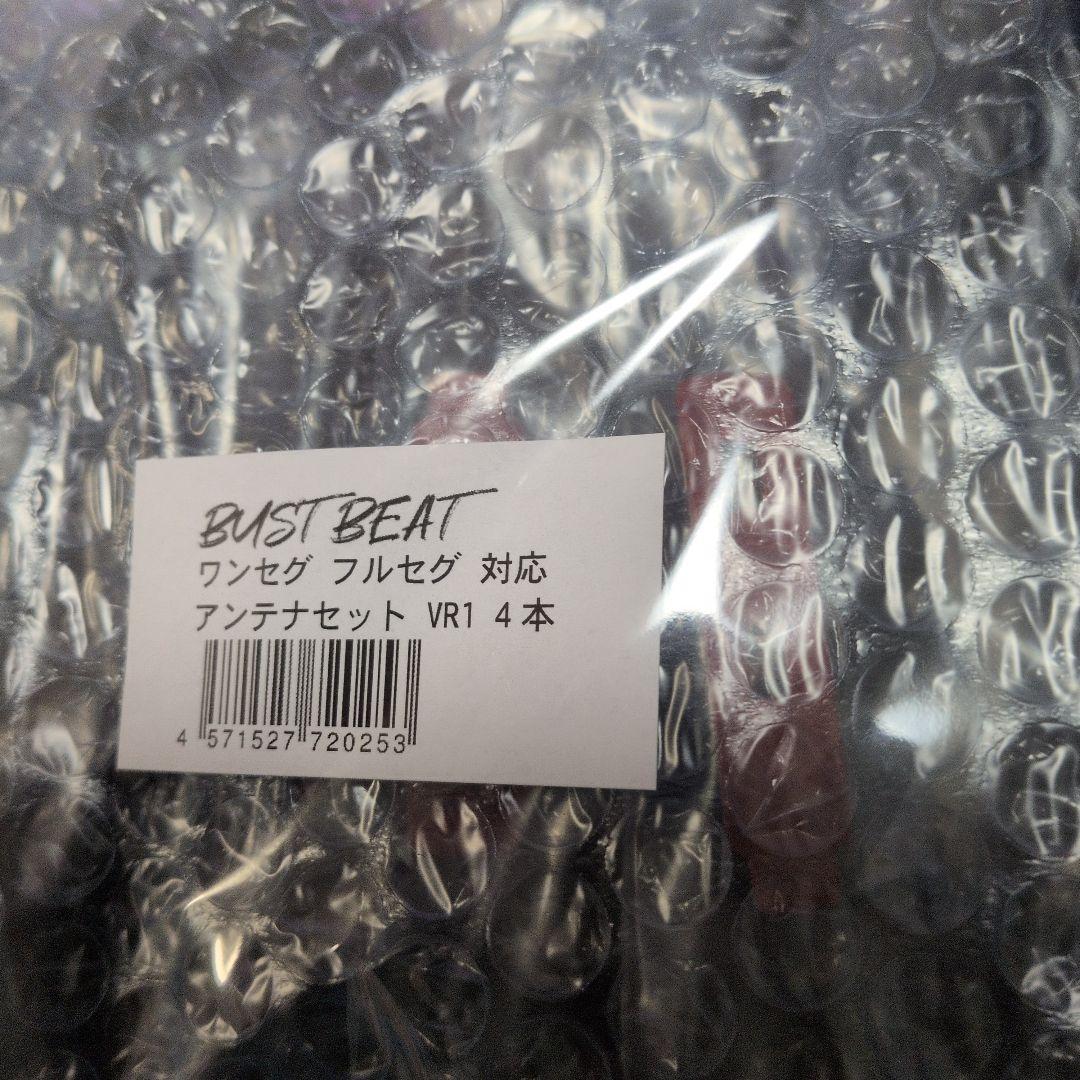 BUST BEAT
ワンセグ フルセグ 対応
アンテナセット VR1 4本
4 571527 720253